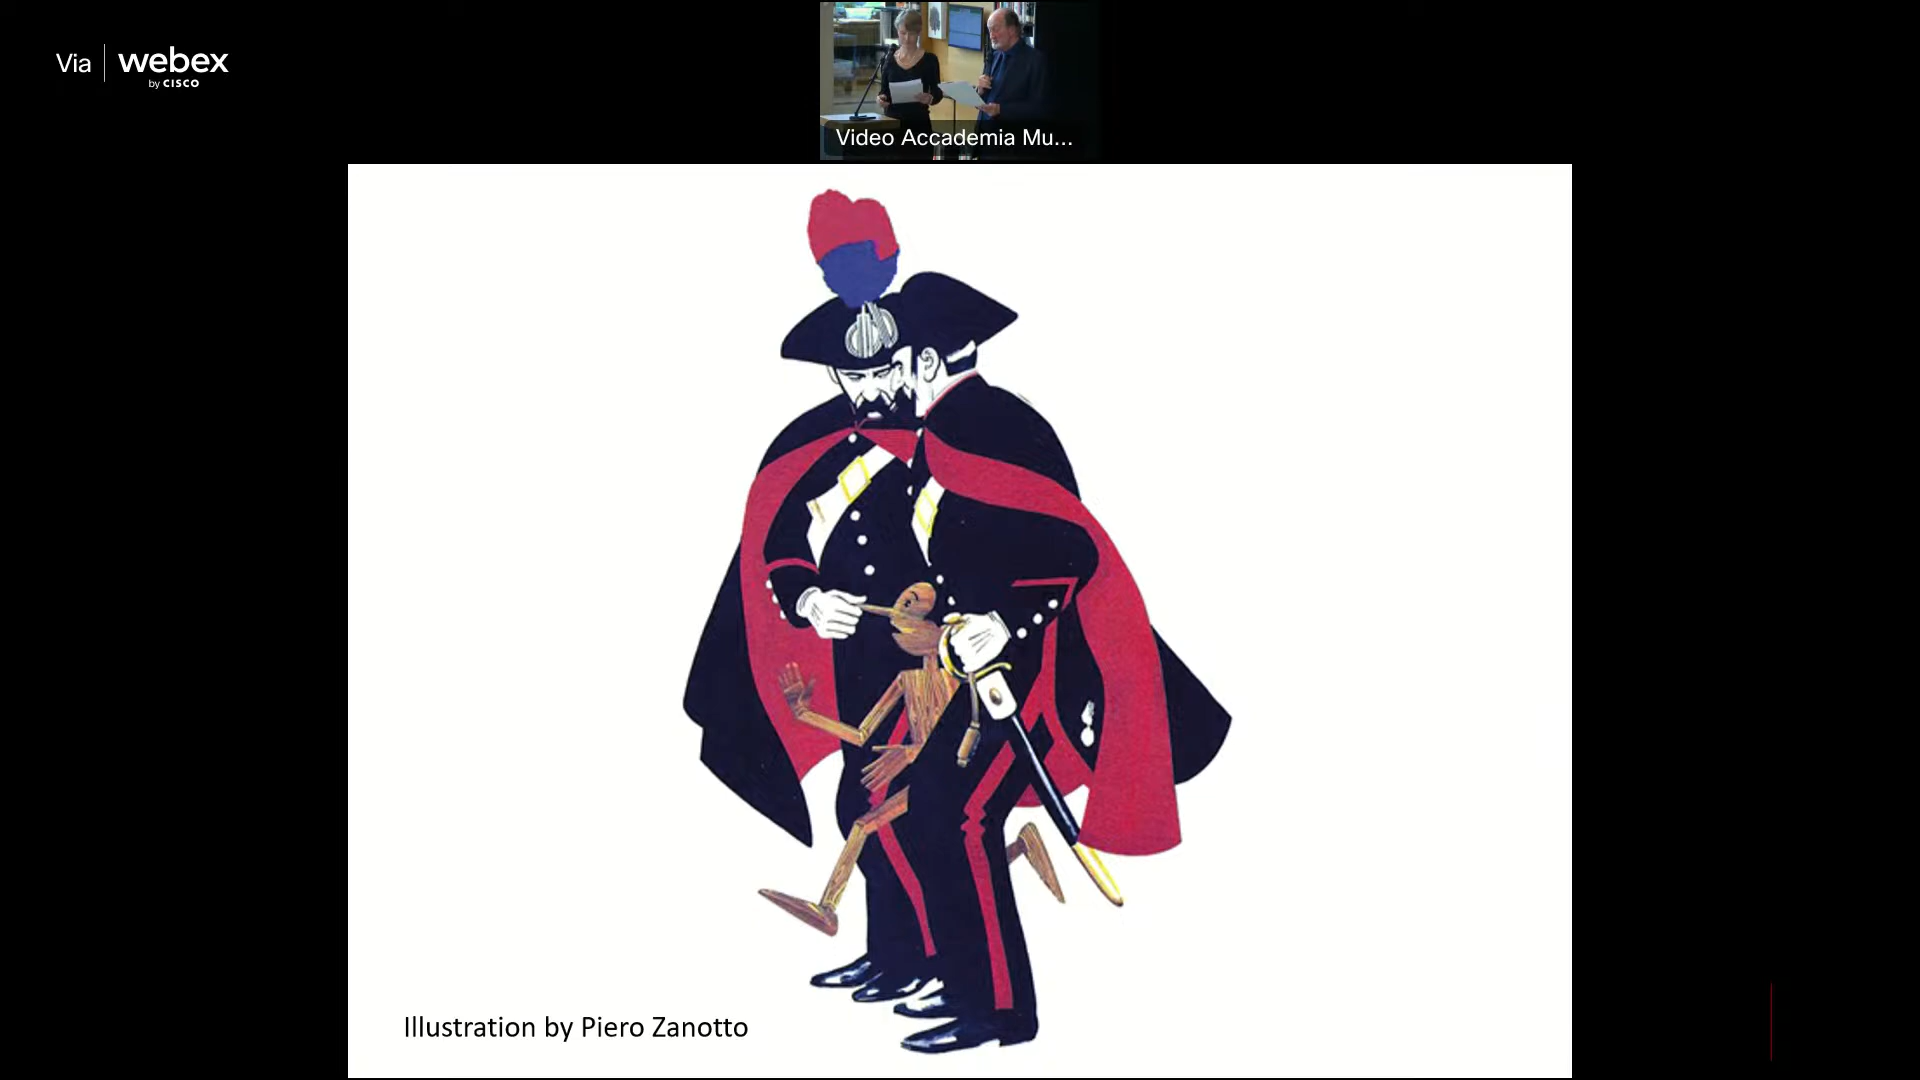 Via webex
by CISCO
Video Accademia Mu...
Illustration by Piero Zanotto